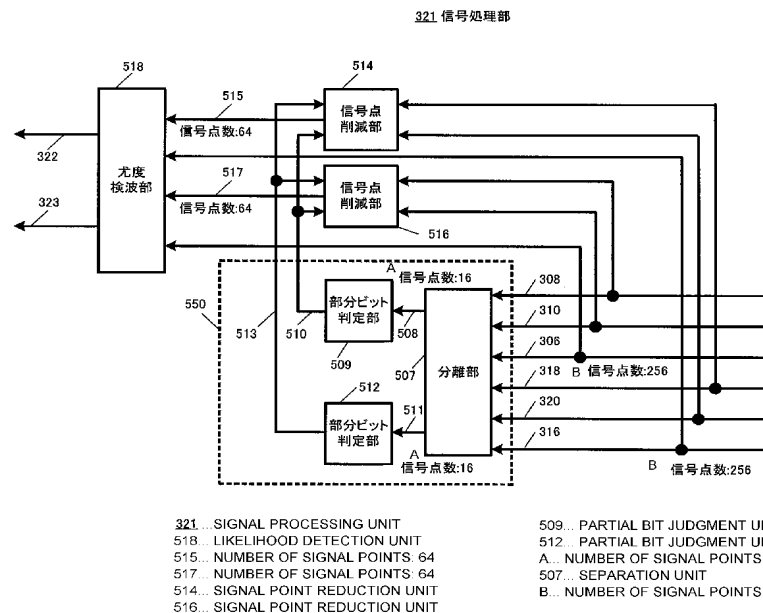 321 信号処理部
518
514
515
信号点
削減部
信号点数:64
322
尤度
検波部
517
信号点
削減部
信号点数:64
323
516
A
信号点数:16
308
550
部分ビット
判定部
310
513
510
508
306
509
507
分離部
B 信号点数:256
318
512
320
部分ビット
判定部
511
316
A
信号点数:16
B 信号点数:256
321...SIGNAL PROCESSING UNIT
518... LIKELIHOOD DETECTION UNIT
515... NUMBER OF SIGNAL POINTS: 64
517... NUMBER OF SIGNAL POINTS: 64
514... SIGNAL POINT REDUCTION UNIT
516... SIGNAL POINT REDUCTION UNIT
509... PARTIAL BIT JUDGMENT U
512... PARTIAL BIT JUDGMENT U
A... NUMBER OF SIGNAL POINTS
507... SEPARATION UNIT
B... NUMBER OF SIGNAL POINTS